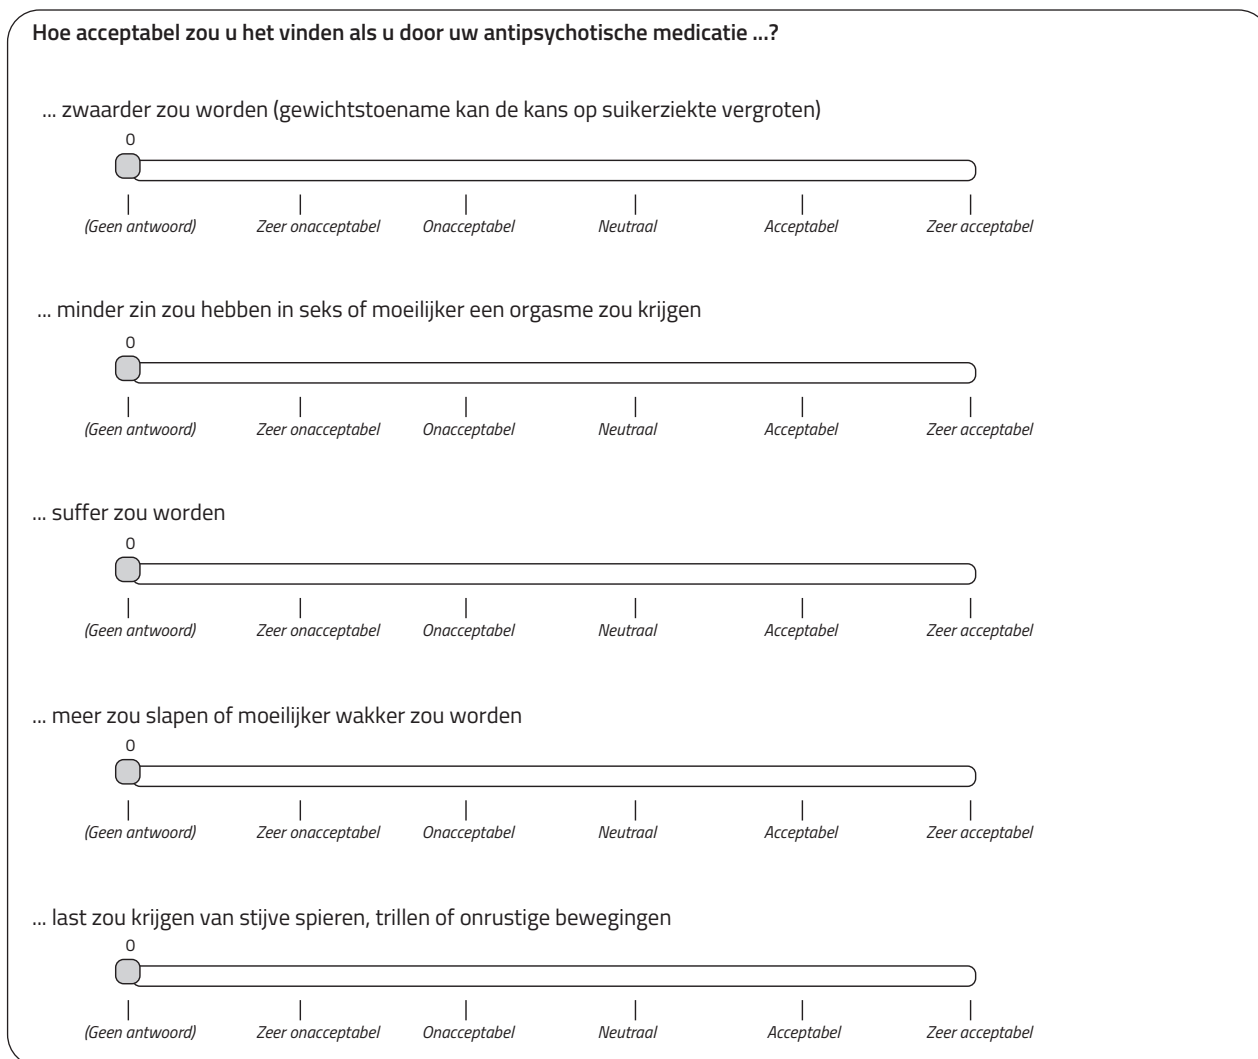 Hoe acceptabel zou u het vinden als u door uw antipsychotische medicatie ...?
... zwaarder zou worden (gewichtstoename kan de kans op suikerziekte vergroten)
0
(Geen antwoord) Zeer onacceptabel Onacceptabel Neutraal Acceptabel Zeer acceptabel
... minder zin zou hebben in seks of moeilijker een orgasme zou krijgen
0
(Geen antwoord) Zeer onacceptabel Onacceptabel Neutraal Acceptabel Zeer acceptabel
... suffer zou worden
0
(Geen antwoord) Zeer onacceptabel Onacceptabel Neutraal Acceptabel Zeer acceptabel
... meer zou slapen of moeilijker wakker zou worden
0
(Geen antwoord) Zeer onacceptabel Onacceptabel Neutraal Acceptabel Zeer acceptabel
... last zou krijgen van stijve spieren, trillen of onrustige bewegingen
0
(Geen antwoord) Zeer onacceptabel Onacceptabel Neutraal Acceptabel Zeer acceptabel